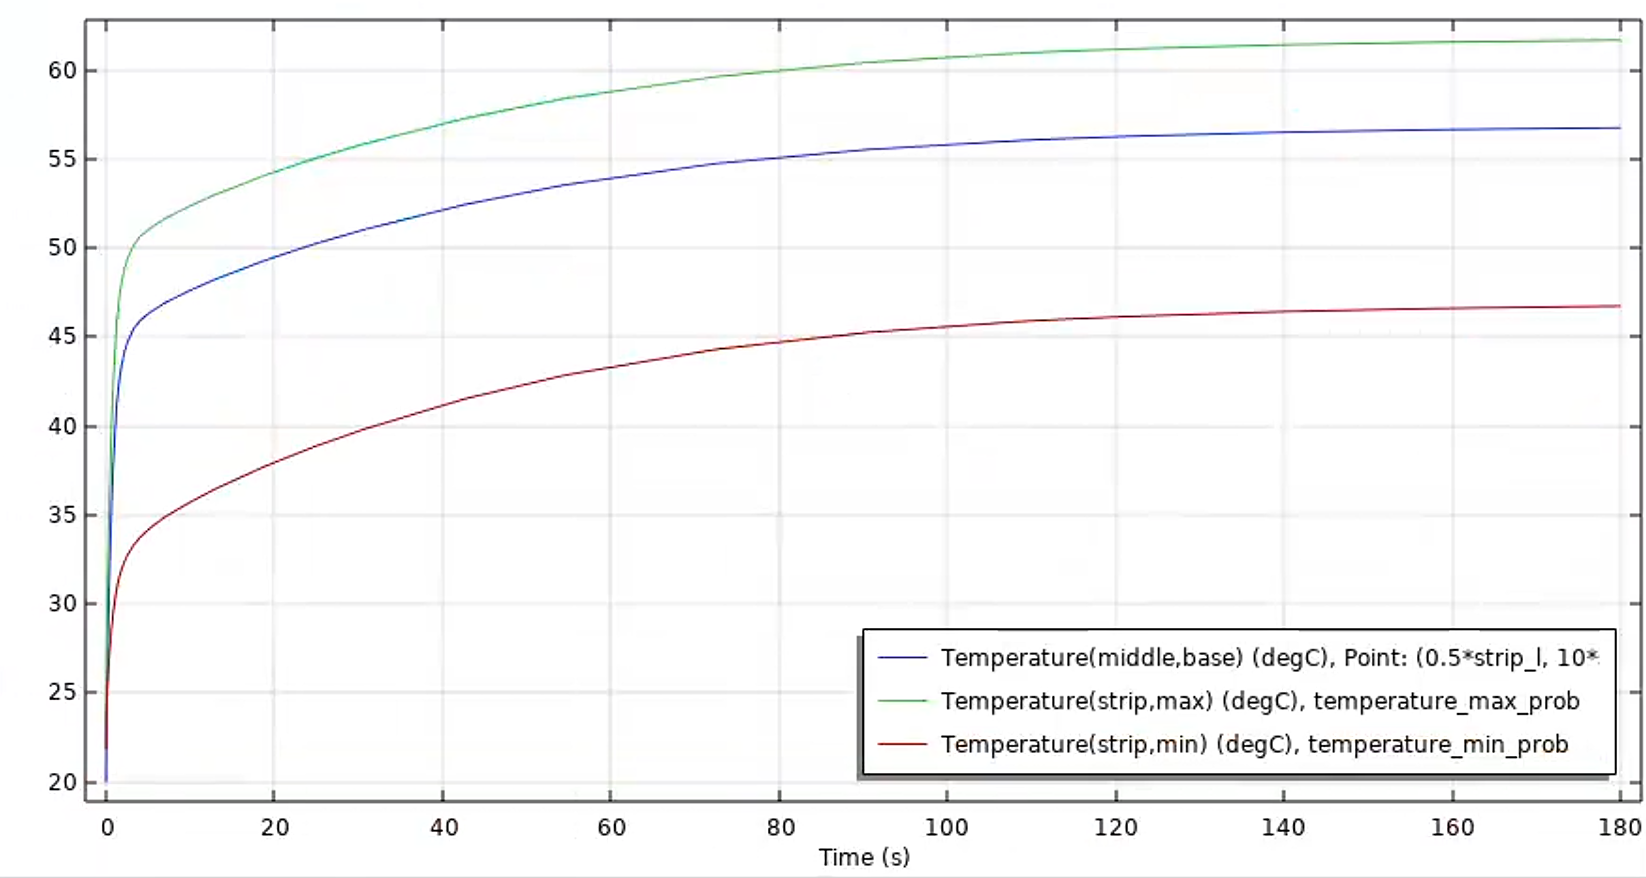 60
55
50
45
40
35
30
25
20
Temperature(middle,base) (degC), Point: (0.5*strip_l, 10*
Temperature(strip,max) (degC), temperature_max_prob
Temperature(strip,min) (degC), temperature_min_prob
0 20 40 60 80 100 120 140 160 180
Time (s)